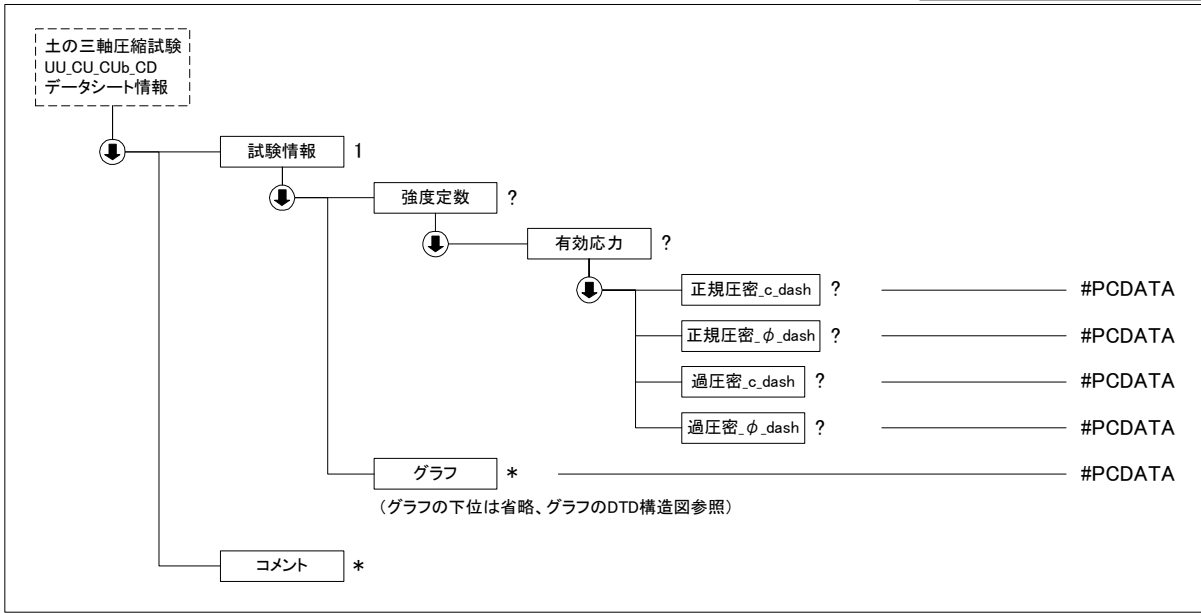 土の三軸圧縮試験
UU_CU_CUb_CD
データシート情報
試験情報 1
強度定数 ?
有効応力 ?
正規圧密_c_dash ? #PCDATA
正規圧密_φ_dash ? #PCDATA
過圧密_c_dash ? #PCDATA
過圧密_φ_dash ? #PCDATA
グラフ * #PCDATA
（グラフの下位は省略、グラフのDTD構造図参照）
コメント *